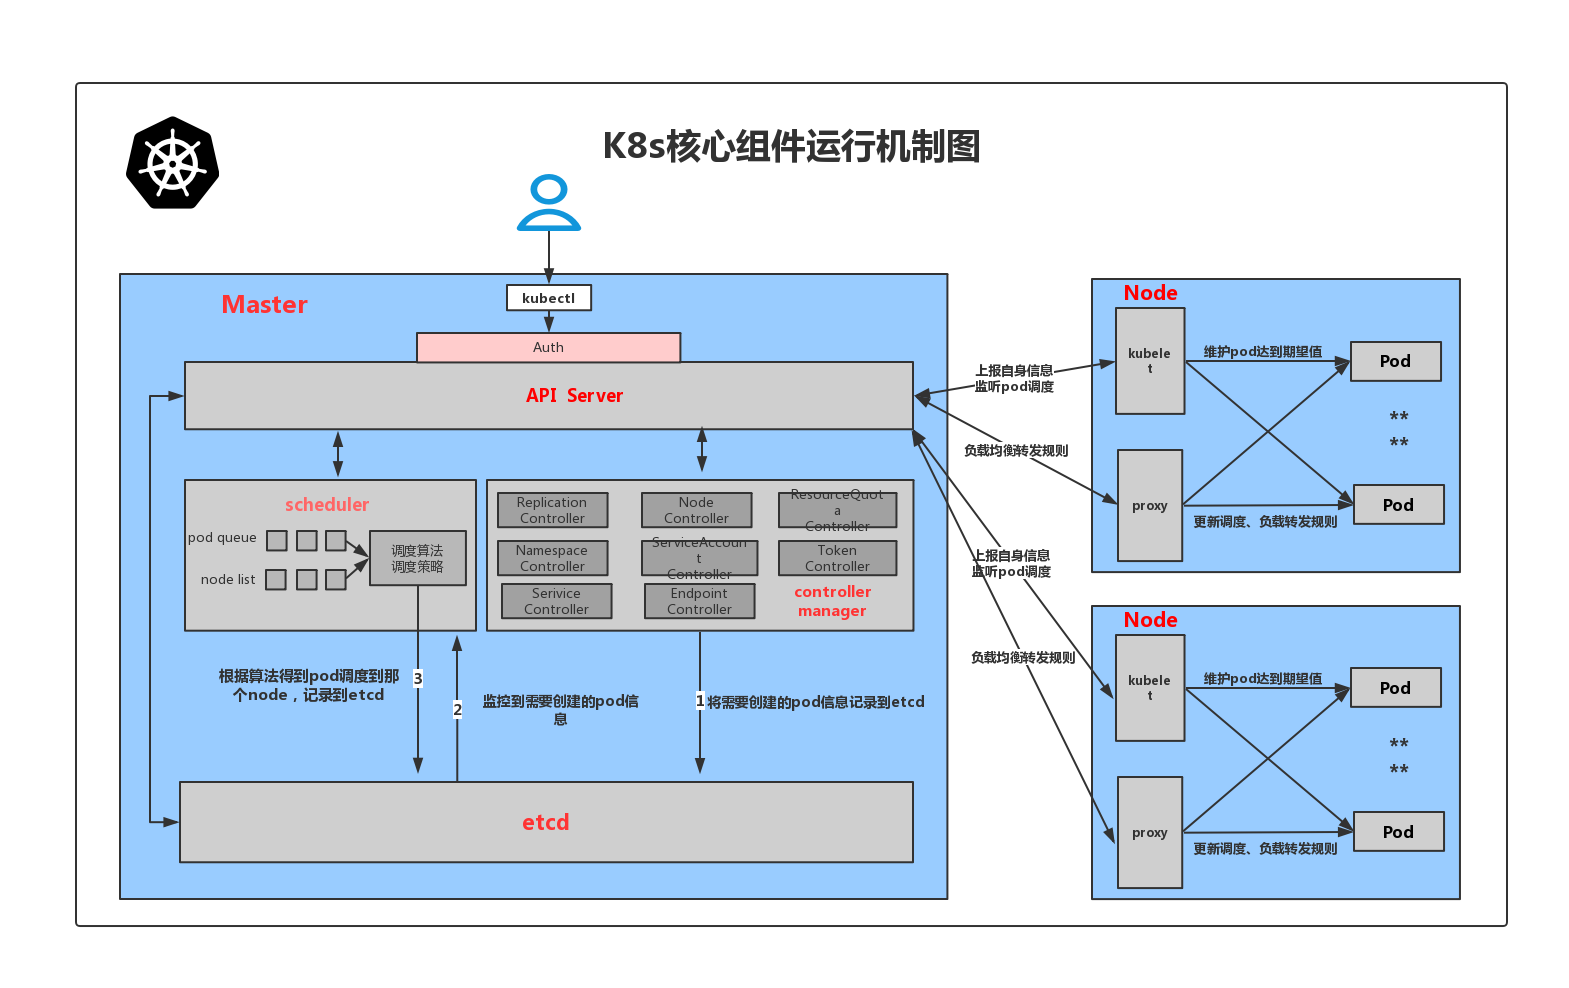 K8s核心组件运行机制图
Master
kubectl
Auth
API Server
scheduler
pod queue
node list
调度算法
调度策略
Replication
Controller
Node
Controller
ResourceQuot
a
Controller
Namespace
Controller
ServiceAccoun
t
Controller
Token
Controller
Serivice
Controller
Endpoint
Controller
controller
manager
根据算法得到pod调度到那
个node，记录到etcd
3
2
监控到需要创建的pod信
息
1
将需要创建的pod信息记录到etcd
etcd
上报自身信息
监听pod调度
负载均衡转发规则
上报自身信息
监听pod调度
负载均衡转发规则
Node
kubele
t
维护pod达到期望值
Pod
**
**
proxy
Pod
更新调度、负载转发规则
Node
kubele
t
维护pod达到期望值
Pod
**
**
proxy
Pod
更新调度、负载转发规则